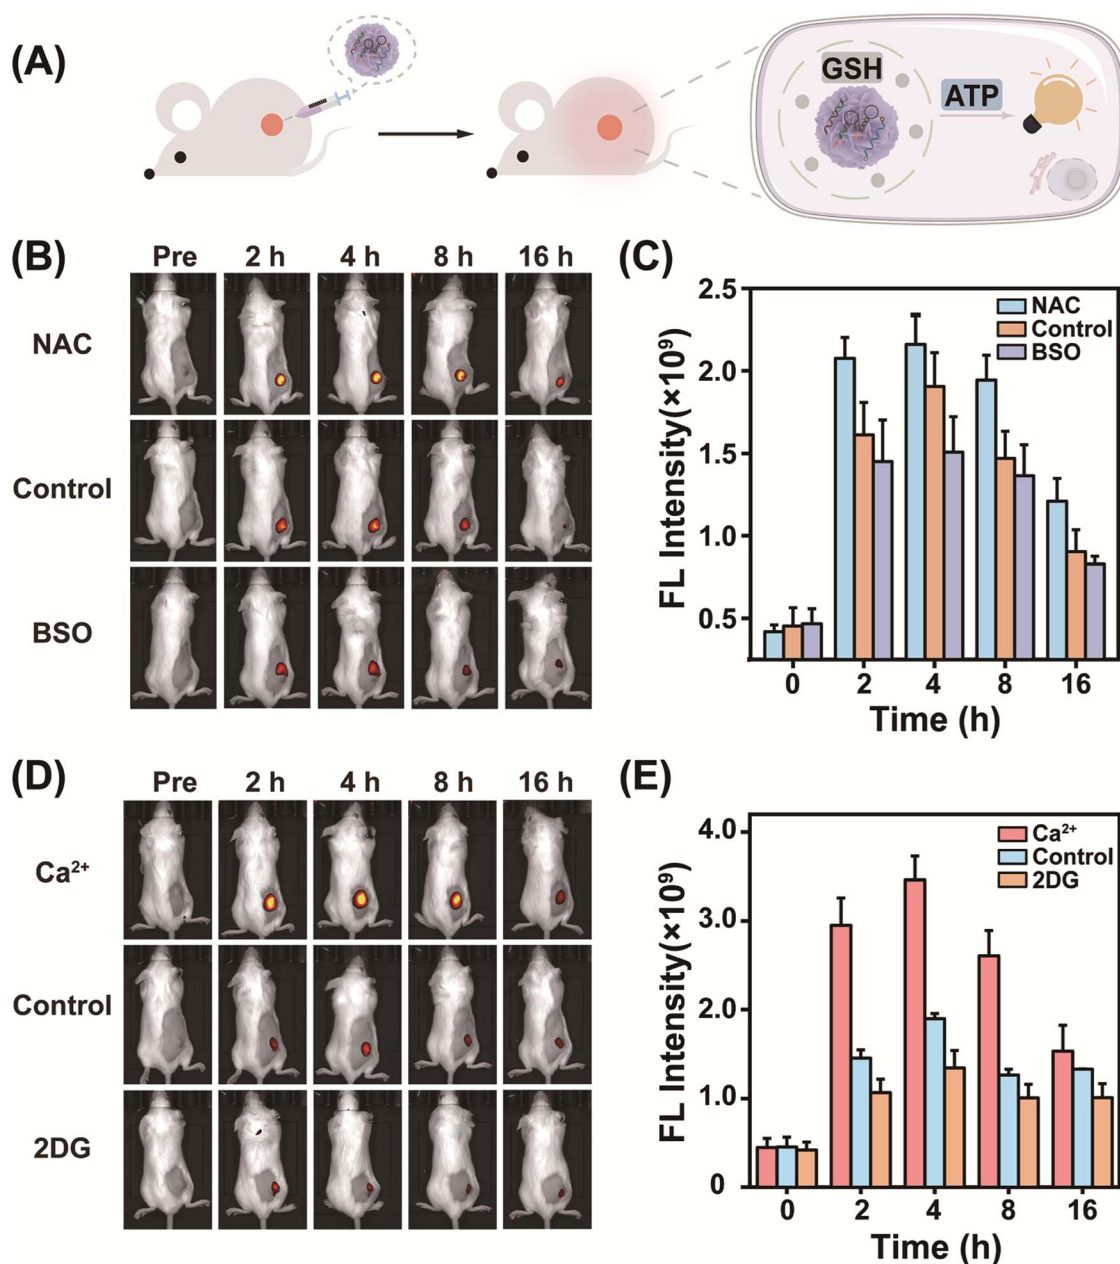 (A)
GSH
ATP
(B)
Pre 2 h 4 h 8 h 16 h
NAC
Control
BSO
(C)
2.5
2.0
1.5
1.0
0.5
FL Intensity(×10⁹)
NAC
Control
BSO
0 2 4 8 16
Time (h)
(D)
Pre 2 h 4 h 8 h 16 h
Ca²⁺
Control
2DG
(E)
4.0
3.0
2.0
1.0
0
FL Intensity(×10⁹)
Ca²⁺
Control
2DG
0 2 4 8 16
Time (h)